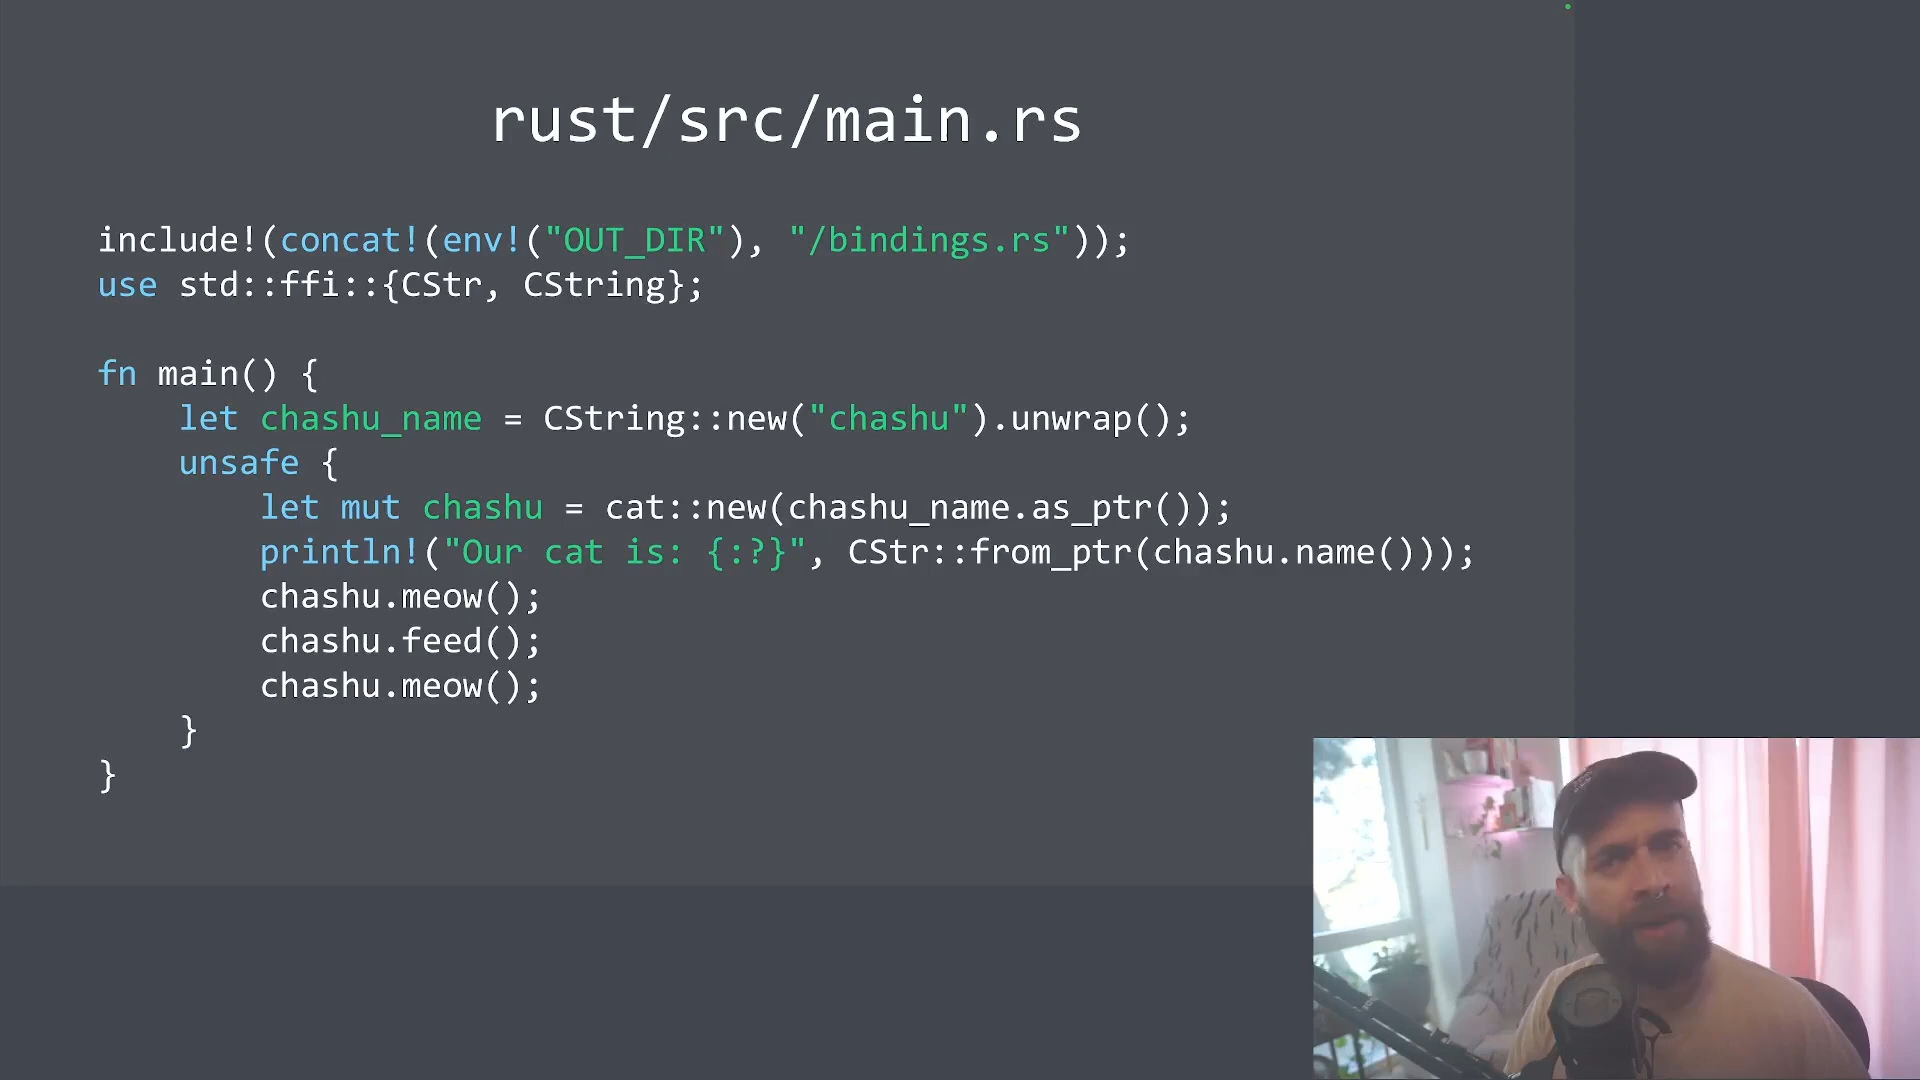 rust/src/main.rs
include!(concat!(env!("OUT_DIR"), "/bindings.rs"));
use std::ffi::{CStr, CString};
fn main() {
let chashu_name = CString::new("chashu").unwrap();
unsafe {
let mut chashu = cat::new(chashu_name.as_ptr());
println!("Our cat is: {:?}", CStr::from_ptr(chashu.name()));
chashu.meow();
chashu.feed();
chashu.meow();
}
}